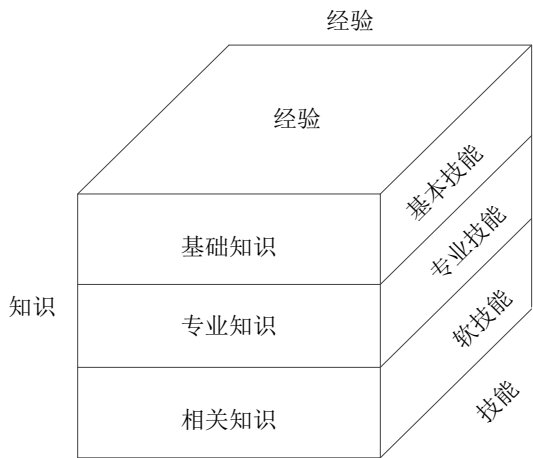 经验
经验
基本技能
基础知识
专业技能
知识
专业知识
软技能
相关知识
技能